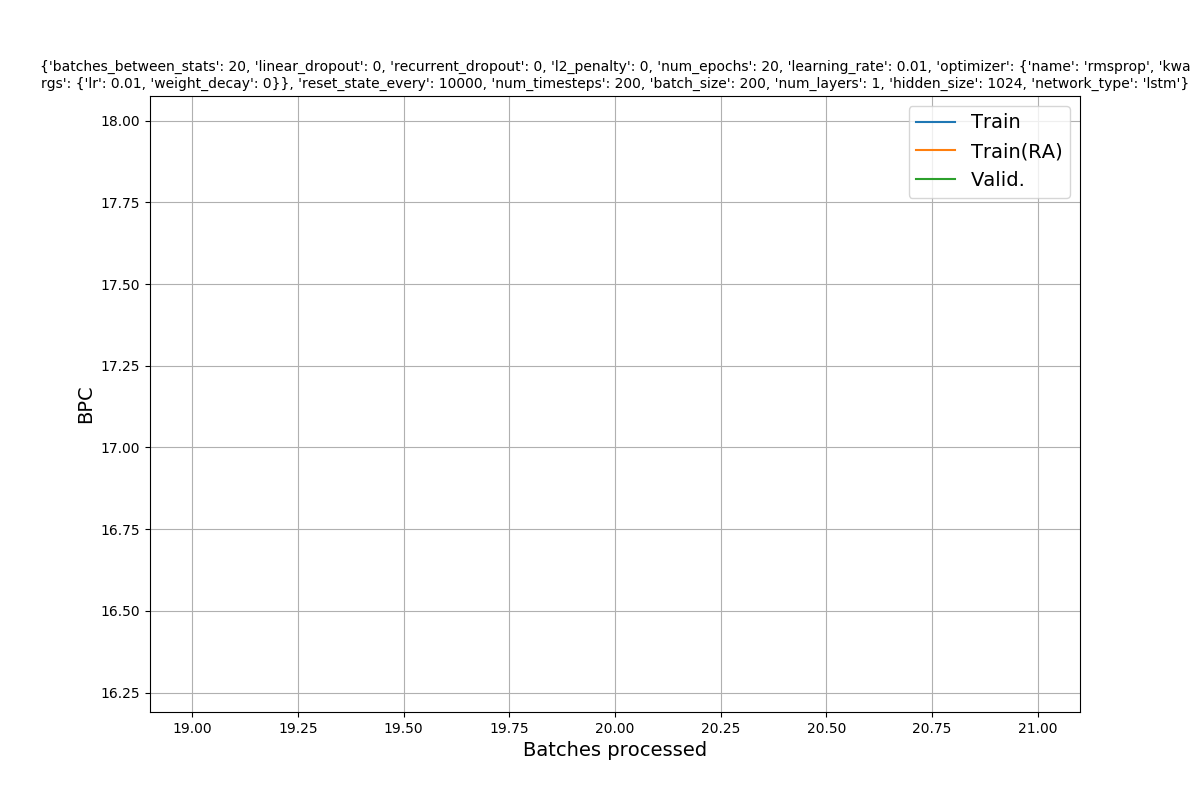 {'batches_between_stats': 20, 'linear_dropout': 0, 'recurrent_dropout': 0, 'l2_penalty': 0, 'num_epochs': 20, 'learning_rate': 0.01, 'optimizer': {'name': 'rmsprop', 'kwa
rgs': {'lr': 0.01, 'weight_decay': 0}}, 'reset_state_every': 10000, 'num_timesteps': 200, 'batch_size': 200, 'num_layers': 1, 'hidden_size': 1024, 'network_type': 'lstm'}
Train
Train(RA)
Valid.
18.00
17.75
17.50
17.25
17.00
16.75
16.50
16.25
BPC
19.00 19.25 19.50 19.75 20.00 20.25 20.50 20.75 21.00
Batches processed